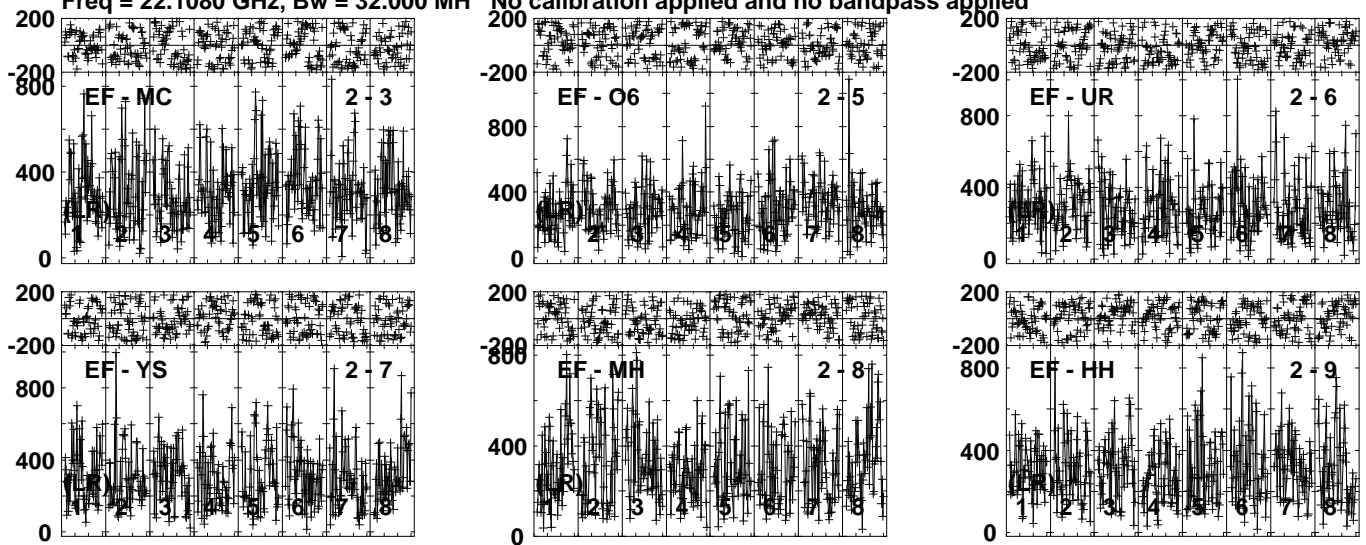 Freq = 22.1080 GHz, Bw = 32.000 MH No calibration applied and no bandpass applied
200
-200
800
400
0
EF - MC 2 - 3
(LR)
1 2 3 4 5 6 7 8
200
-200
800
400
0
EF - O6 2 - 5
(LR)
1 2 3 4 5 6 7 8
200
-200
800
400
0
EF - UR 2 - 6
(LR)
1 2 3 4 5 6 7 8
200
-200
800
400
0
EF - YS 2 - 7
(LR)
1 2 3 4 5 6 7 8
200
-200
800
400
0
EF - MH 2 - 8
(LR)
1 2 3 4 5 6 7 8
200
-200
800
400
0
EF - HH 2 - 9
(LR)
1 2 3 4 5 6 7 8